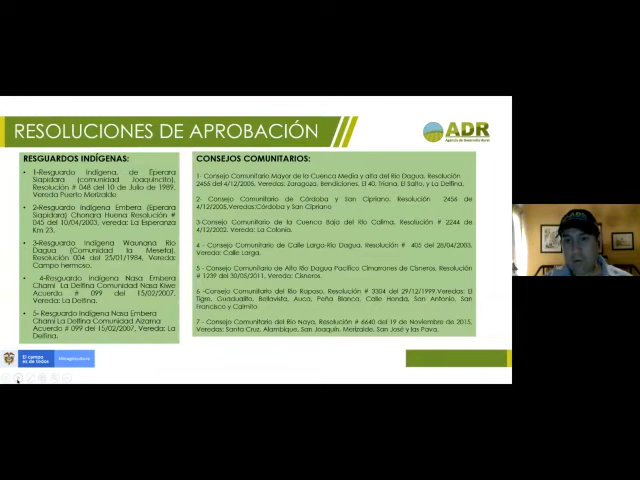 RESOLUCIONES DE APROBACIÓN
ADR
Agencia de Desarrollo Rural
RESGUARDOS INDÍGENAS:
• 1-Resguardo Indígena, de Eperara
Siapidara (comunidad Joaquincito),
Resolución # 048 del 10 de Julio de 1989,
Vereda Puerto Merizalde
• 2-Resguardo Indígena Embera (Eperara
Siapidara) Chonara Huena Resolución #
045 del 10/04/2003, vereda: La Esperanza
Km 23.
• 3-Resguardo Indígena Waunana Rio
Dagua (Comunidad la Meseta),
Resolución 004 del 25/01/1984, Vereda:
Campo hermoso.
• 4-Resguardo Indígena Nasa Embera
Chami La Delfina Comunidad Nasa Kiwe
Acuerdo # 099 del 15/02/2007, Vereda:
La Delfina.
• 5- Resguardo Indígena Nasa Embera
Chami La Delfina Comunidad Aizama
Acuerdo # 099 del 15/02/2007, Vereda: La
Delfina.
CONSEJOS COMUNITARIOS:
1- Consejo Comunitario Mayor de la Cuenca Media y alta del Rio Dagua, Resolución
2455 del 4/12/2005, Veredas: Zaragoza, Bendiciones, El 40, Triana, El Salto, y La Delfina.
2- Consejo Comunitario de Córdoba y San Cipriano, Resolución 2456 de
4/12/2005,Veredas:Córdoba y San Cipriano
3-Consejo Comunitario de la Cuenca Baja del Río Calima, Resolución # 2244 de
4/12/2002, Vereda: La Colonia.
4 - Consejo Comunitario de Calle Larga-Río Dagua, Resolución # 405 del 28/04/2003,
Vereda: Calle Larga.
5 - Consejo Comunitario de Alto Río Dagua Pacífico Cimarrones de Cisneros, Resolución
# 1239 del 30/05/2011, Vereda: Cisneros.
6 -Consejo Comunitario del Río Raposo, Resolución # 3304 del 29/12/1999,Veredas: El
Tigre, Guadualito, Bellavista, Auca, Peña Blanca, Calle Honda, San Antonio, San
Francisco y Caimito
7 - Consejo Comunitario del Río Naya, Resolución # 6640 del 19 de Noviembre de 2015,
Veredas: Santa Cruz, Alambique, San Joaquín, Merizalde, San José y las Pavas.
El campo
es de todos
Minagricultura